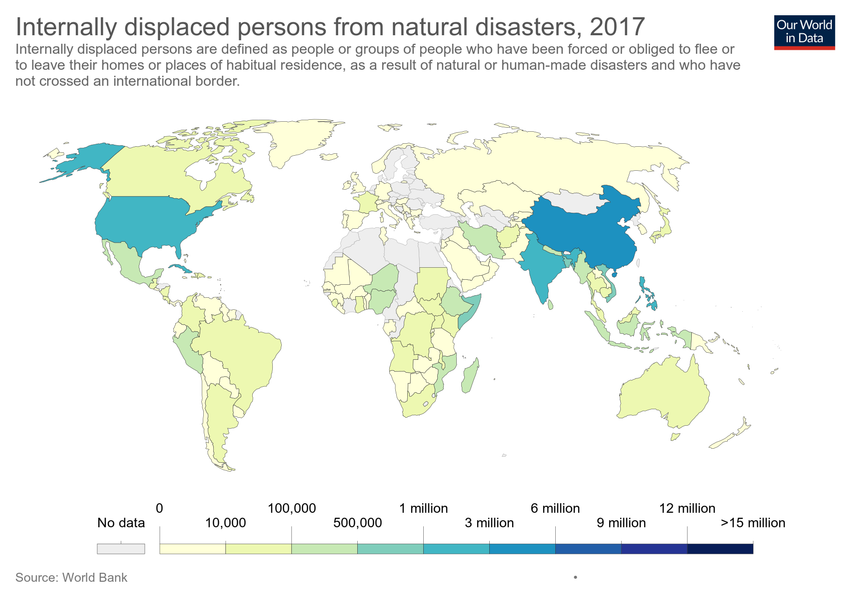 Internally displaced persons from natural disasters, 2017
Our World
in Data
Internally displaced persons are defined as people or groups of people who have been forced or obliged to flee or
to leave their homes or places of habitual residence, as a result of natural or human-made disasters and who have
not crossed an international border.
0 100,000 1 million 6 million 12 million
No data 10,000 500,000 3 million 9 million >15 million
Source: World Bank